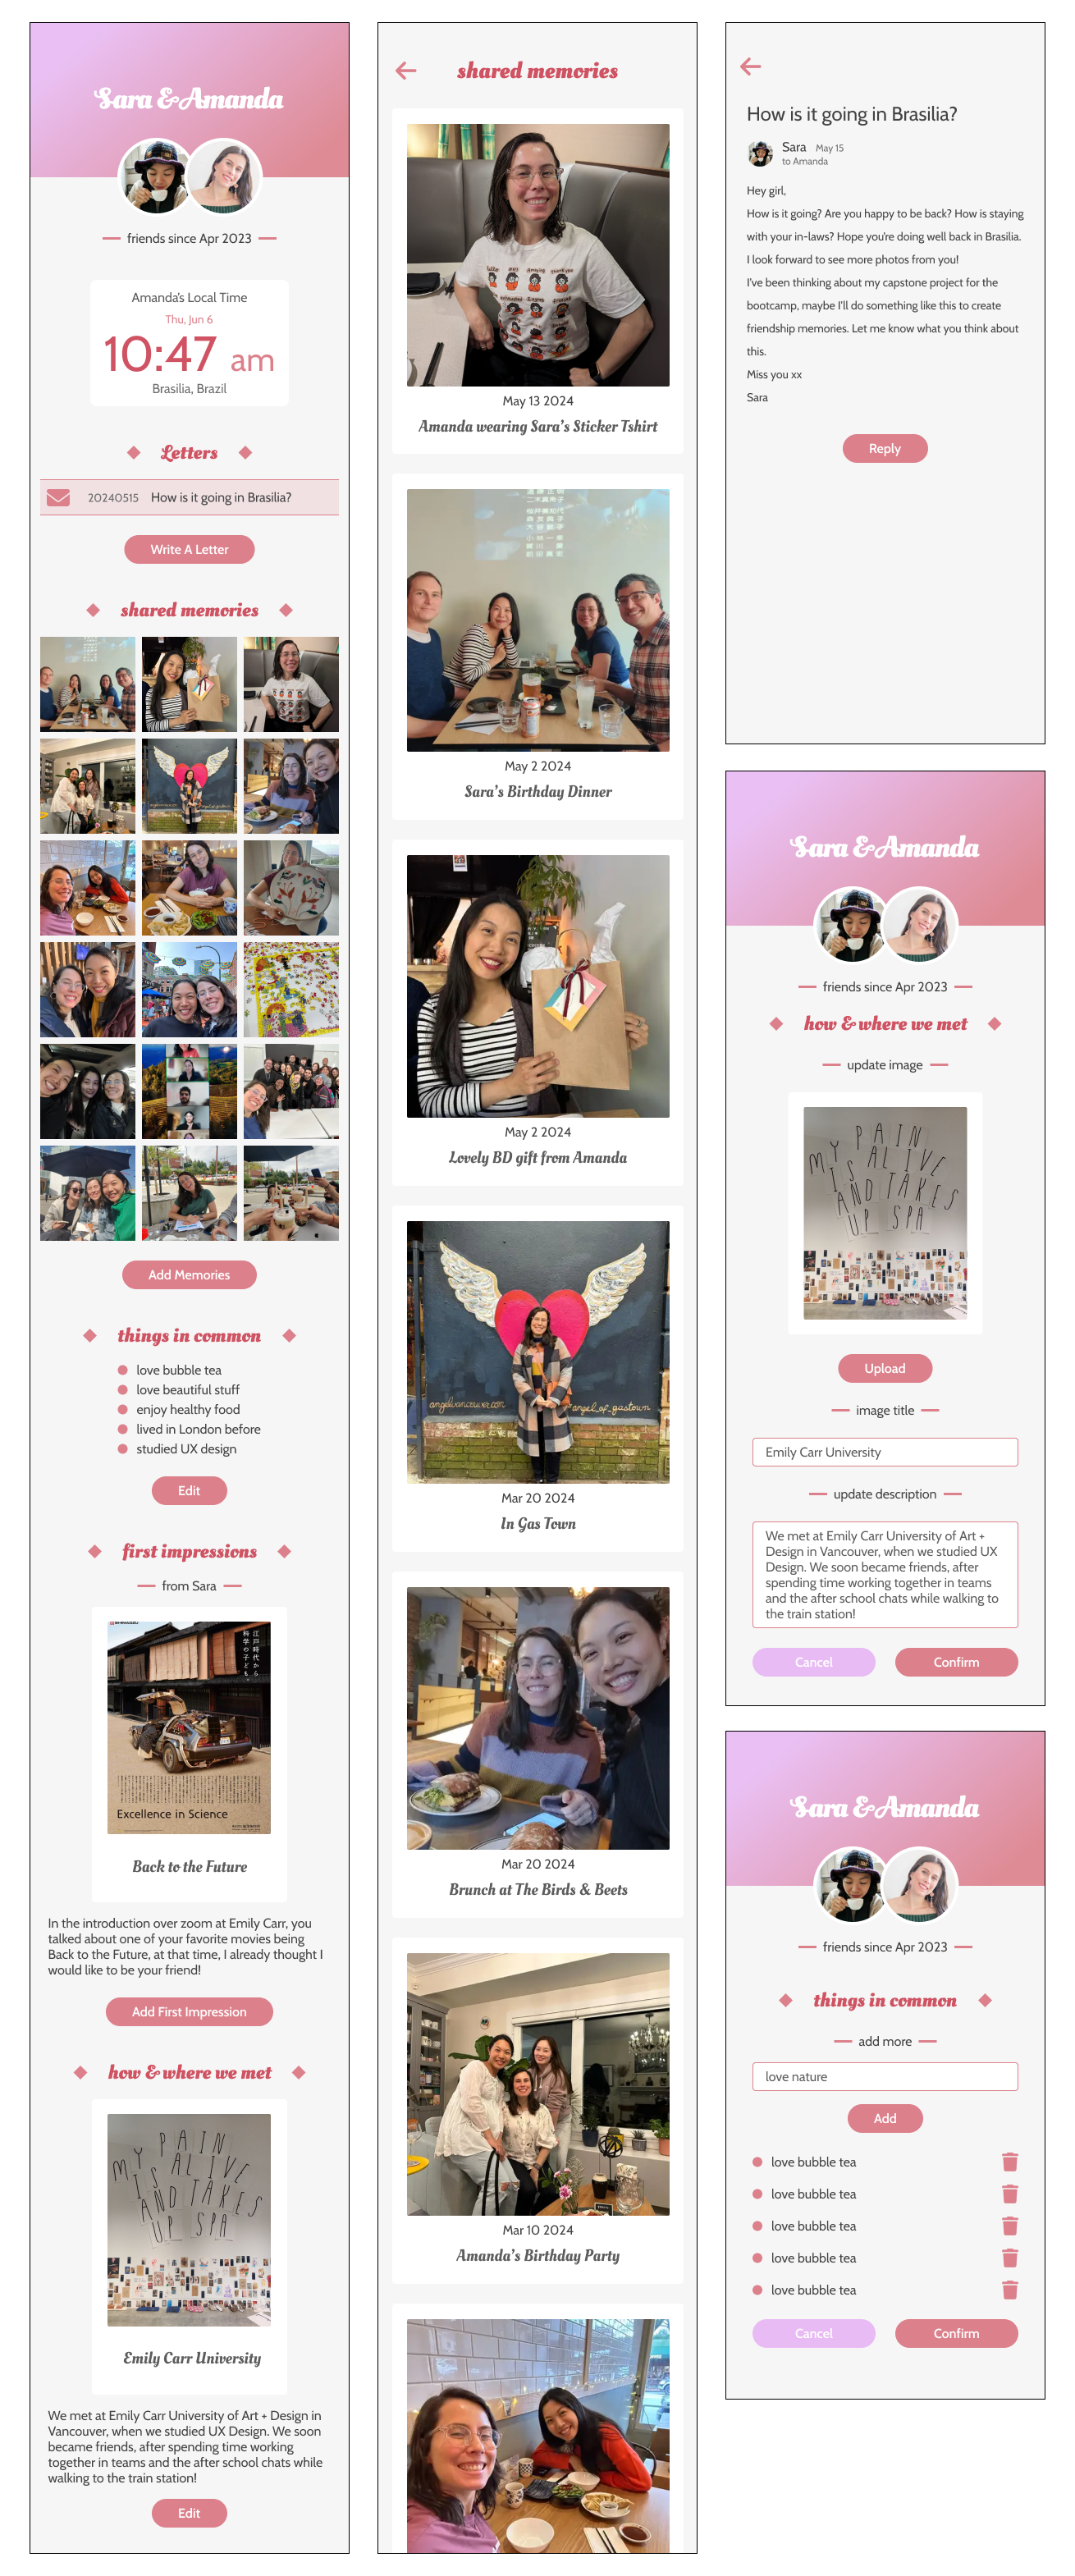 Sara & Amanda
friends since Apr 2023
Amanda's Local Time
Thu, Jun 6
10:47 am
Brasilia, Brazil
Letters
20240515 How is it going in Brasilia?
Write A Letter
shared memories
Add Memories
things in common
love bubble tea
love beautiful stuff
enjoy healthy food
lived in London before
studied UX design
Edit
first impressions
from Sara
江戸時代から
科学の子ども。
Excellence in Science
Back to the Future
In the introduction over zoom at Emily Carr, you
talked about one of your favorite movies being
Back to the Future, at that time, I already thought I
would like to be your friend!
Add First Impression
how & where we met
MY PAIN
IS ALIVE
AND TAKES
UP SPA
Emily Carr University
We met at Emily Carr University of Art + Design in
Vancouver, when we studied UX Design. We soon
became friends, after spending time working
together in teams and the after school chats while
walking to the train station!
Edit
shared memories
May 13 2024
Amanda wearing Sara's Sticker Tshirt
May 2 2024
Sara's Birthday Dinner
May 2 2024
Lovely BD gift from Amanda
angelvancouver.com
angel_of_gastown
Mar 20 2024
In Gas Town
Mar 20 2024
Brunch at The Birds & Beets
Mar 10 2024
Amanda's Birthday Party
How is it going in Brasilia?
Sara May 15
to Amanda
Hey girl,
How is it going? Are you happy to be back? How is staying
with your in-laws? Hope you're doing well back in Brasilia.
I look forward to see more photos from you!
I've been thinking about my capstone project for the
bootcamp, maybe I'll do something like this to create
friendship memories. Let me know what you think about
this.
Miss you xx
Sara
Reply
Sara & Amanda
friends since Apr 2023
how & where we met
update image
MY PAIN
IS ALIVE
AND TAKES
UP SPA
Upload
image title
Emily Carr University
update description
We met at Emily Carr University of Art +
Design in Vancouver, when we studied UX
Design. We soon became friends, after
spending time working together in teams
and the after school chats while walking to
the train station!
Cancel Confirm
Sara & Amanda
friends since Apr 2023
things in common
add more
love nature
Add
love bubble tea
love bubble tea
love bubble tea
love bubble tea
love bubble tea
Cancel Confirm